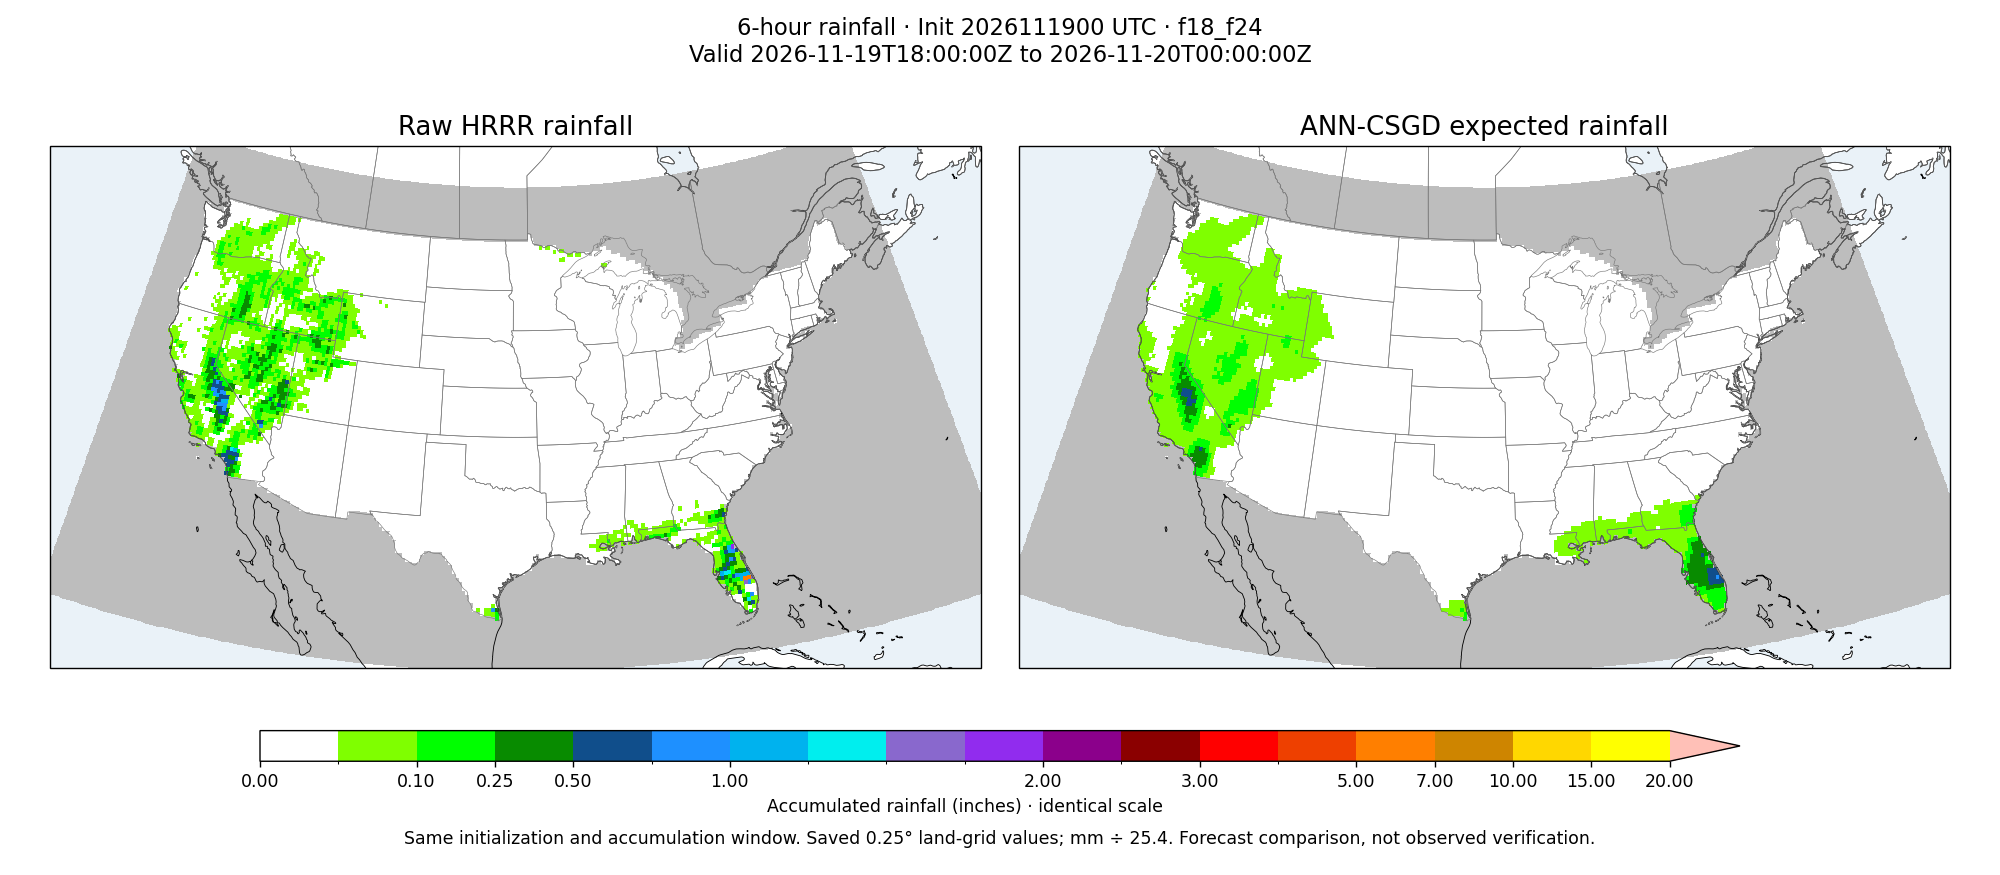 6-hour rainfall · Init 2026111900 UTC · f18_f24
Valid 2026-11-19T18:00:00Z to 2026-11-20T00:00:00Z
Raw HRRR rainfall
ANN-CSGD expected rainfall
0.00 0.10 0.25 0.50 1.00 2.00 3.00 5.00 7.00 10.00 15.00 20.00
Accumulated rainfall (inches) · identical scale
Same initialization and accumulation window. Saved 0.25° land-grid values; mm ÷ 25.4. Forecast comparison, not observed verification.